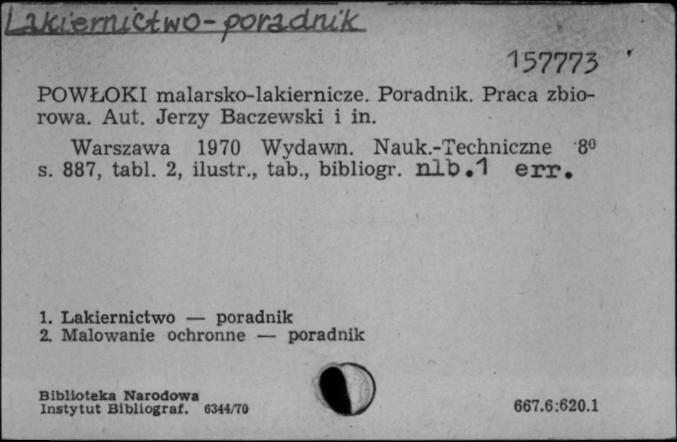 Lakiernictwo-poradnik
157773
POWŁOKI malarsko-lakiernicze. Poradnik. Praca zbio-
rowa. Aut. Jerzy Baczewski i in.
Warszawa 1970 Wydawn. Nauk.-Techniczne 8⁰
s. 887, tabl. 2, ilustr., tab., bibliogr. nlb.1 err.
1. Lakiernictwo — poradnik
2. Malowanie ochronne — poradnik
Biblioteka Narodowa
Instytut Bibliograf. 6344/70
667.6:620.1